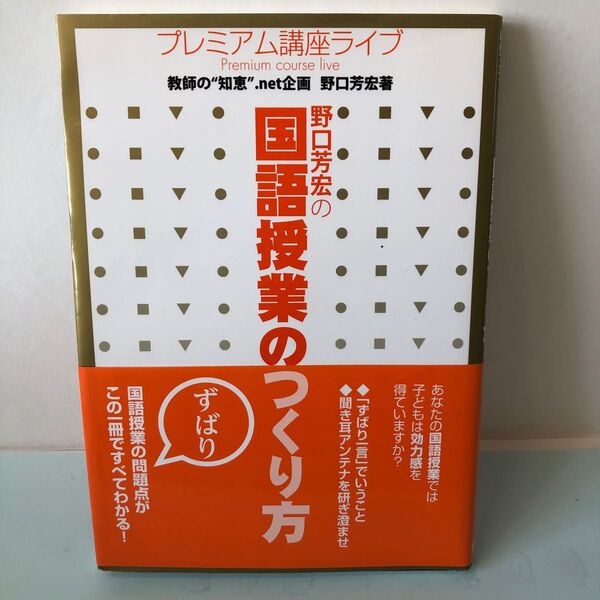 プレミアム講座ライブ
Premium course live
教師の“知恵”.net企画 野口芳宏著
野口芳宏の
国語授業のつくり方
あなたの国語授業では
子どもは効力感を
得ていますか？
◆「ずばり一言」でいうこと
◆聞き耳アンテナを研ぎ澄ませ
ずばり
国語授業の問題点が
この一冊ですべてわかる！